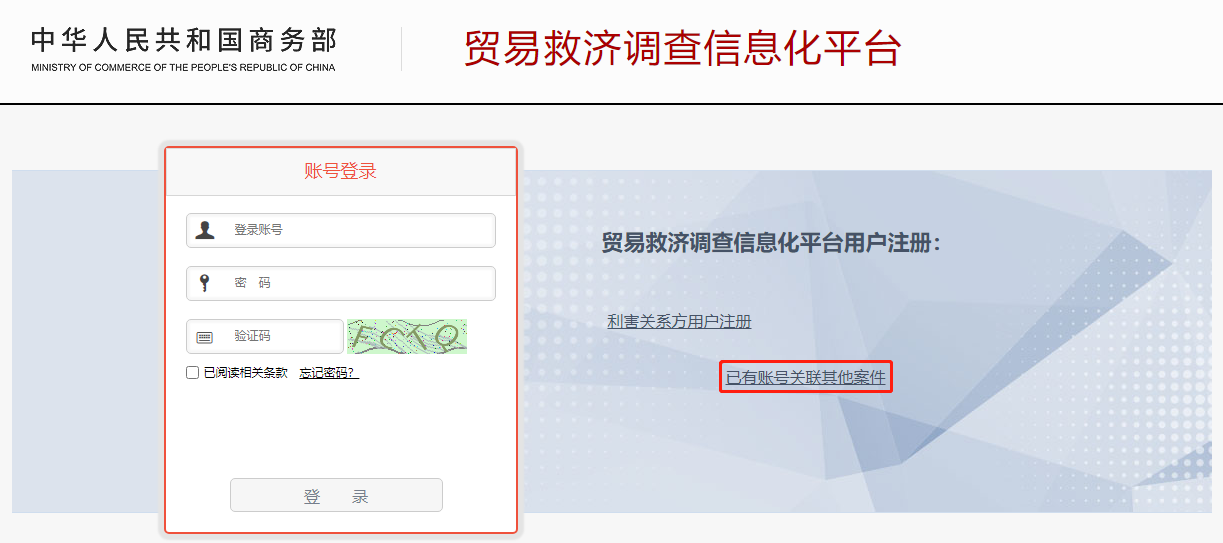 中华人民共和国商务部
MINISTRY OF COMMERCE OF THE PEOPLE'S REPUBLIC OF CHINA
贸易救济调查信息化平台
账号登录
登录账号
密 码
验证码
ECTQ
已阅读相关条款 忘记密码?
登 录
贸易救济调查信息化平台用户注册：
利害关系方用户注册
已有账号关联其他案件